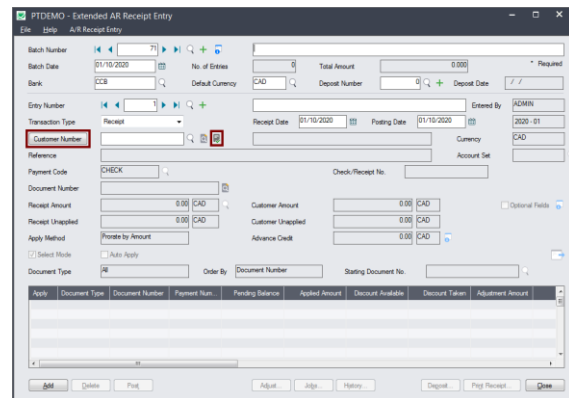 PTDEMO - Extended AR Receipt Entry
File Help A/R Receipt Entry
Batch Number 71
Batch Date 01/10/2020 No. of Entries 0 Total Amount 0.000 * Required
Bank CCB Default Currency CAD Deposit Number 0 Deposit Date / /
Entry Number 1 Entered By ADMIN
Transaction Type Receipt Receipt Date 01/10/2020 Posting Date 01/10/2020 2020 - 01
Customer Number Currency CAD
Reference Account Set
Payment Code CHECK Check/Receipt No.
Document Number
Receipt Amount 0.00 CAD Customer Amount 0.00 CAD Optional Fields
Receipt Unapplied 0.00 CAD Customer Unapplied 0.00 CAD
Apply Method Prorate by Amount Advance Credit 0.00 CAD
Select Mode Auto Apply
Document Type All Order By Document Number Starting Document No.
Apply Document Type Document Number Payment Num... Pending Balance Applied Amount Discount Available Discount Taken Adjustment Amount
Add Delete Post Adjust... Jobs... History... Deposit... Print Receipt... Close